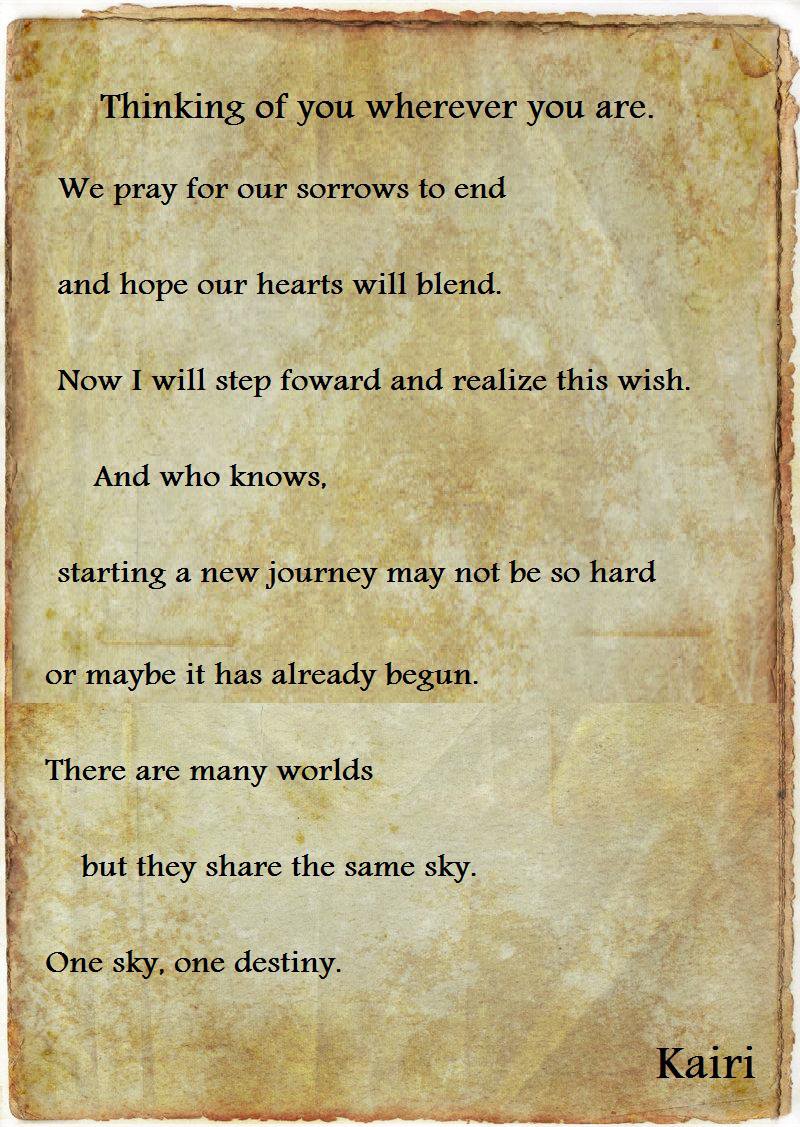 Thinking of you wherever you are.
We pray for our sorrows to end
and hope our hearts will blend.
Now I will step foward and realize this wish.
And who knows,
starting a new journey may not be so hard
or maybe it has already begun.
There are many worlds
but they share the same sky.
One sky, one destiny.
Kairi